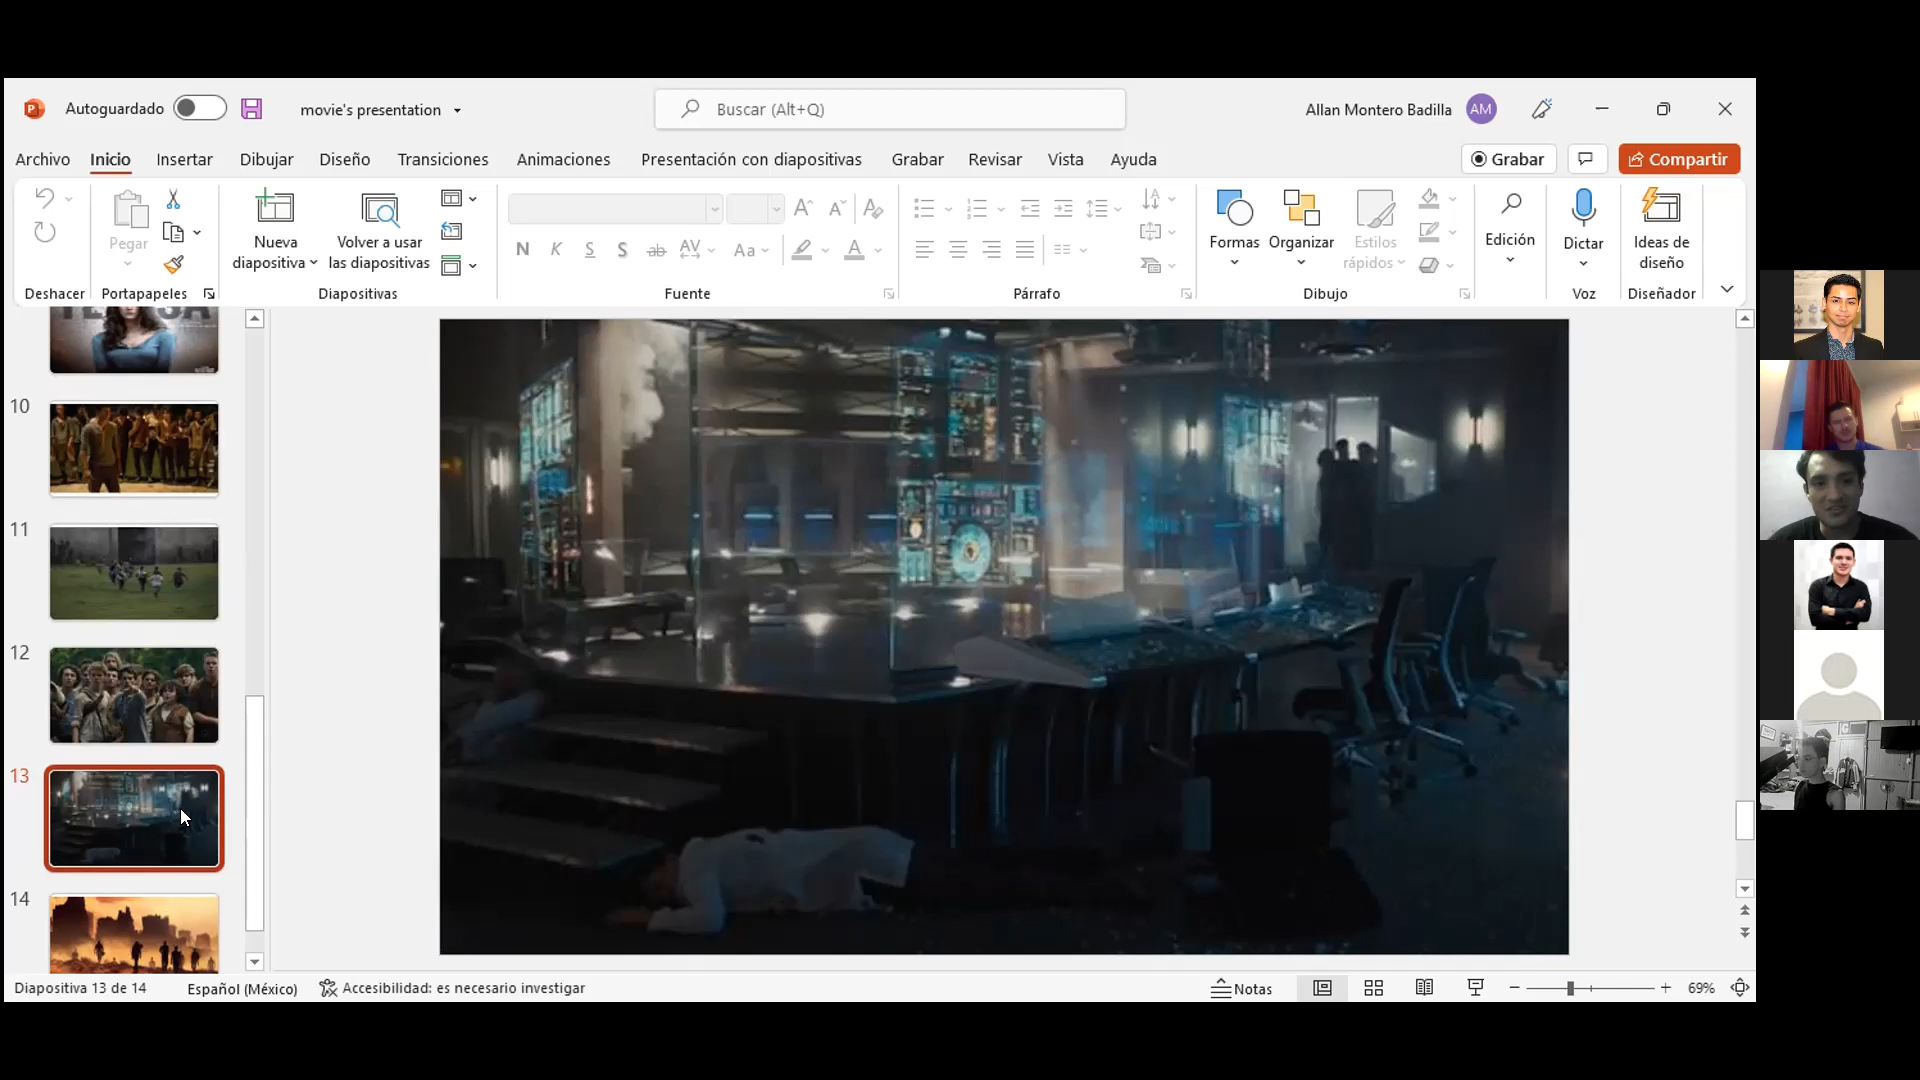 Autoguardado
movie's presentation
Buscar (Alt+Q)
Allan Montero Badilla
AM
Archivo Inicio Insertar Dibujar Diseño Transiciones Animaciones Presentación con diapositivas Grabar Revisar Vista Ayuda
Grabar
Compartir
Pegar
Nueva
diapositiva
Volver a usar
las diapositivas
N K S S ab AV Aa A
Formas
Organizar
Estilos
rápidos
Edición
Dictar
Ideas de
diseño
Deshacer Portapapeles Diapositivas Fuente Párrafo Dibujo Voz Diseñador
10
11
12
13
14
Diapositiva 13 de 14
Español (México)
Accesibilidad: es necesario investigar
Notas
69%